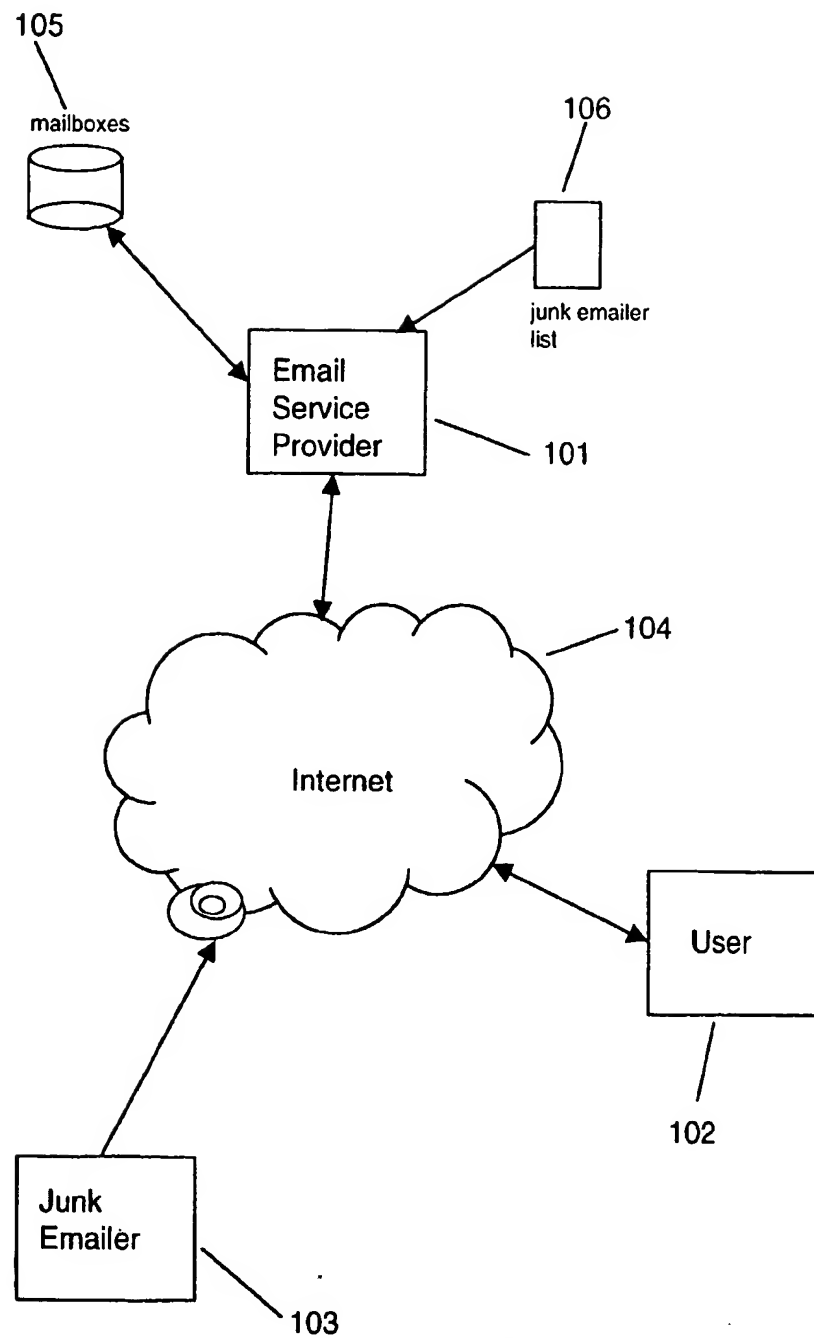 105
mailboxes
106
junk emailer
list
Email
Service
Provider
101
104
Internet
User
102
Junk
Emailer
103